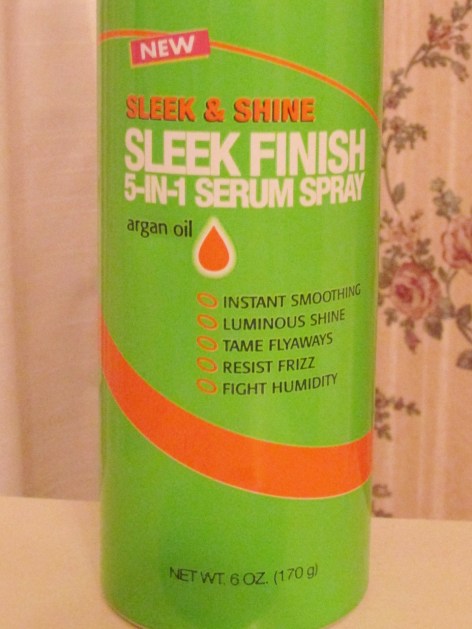 NEW
SLEEK & SHINE
SLEEK FINISH
5-IN-1 SERUM SPRAY
argan oil
INSTANT SMOOTHING
LUMINOUS SHINE
TAME FLYAWAYS
RESIST FRIZZ
FIGHT HUMIDITY
NET WT. 6 OZ. (170 g)